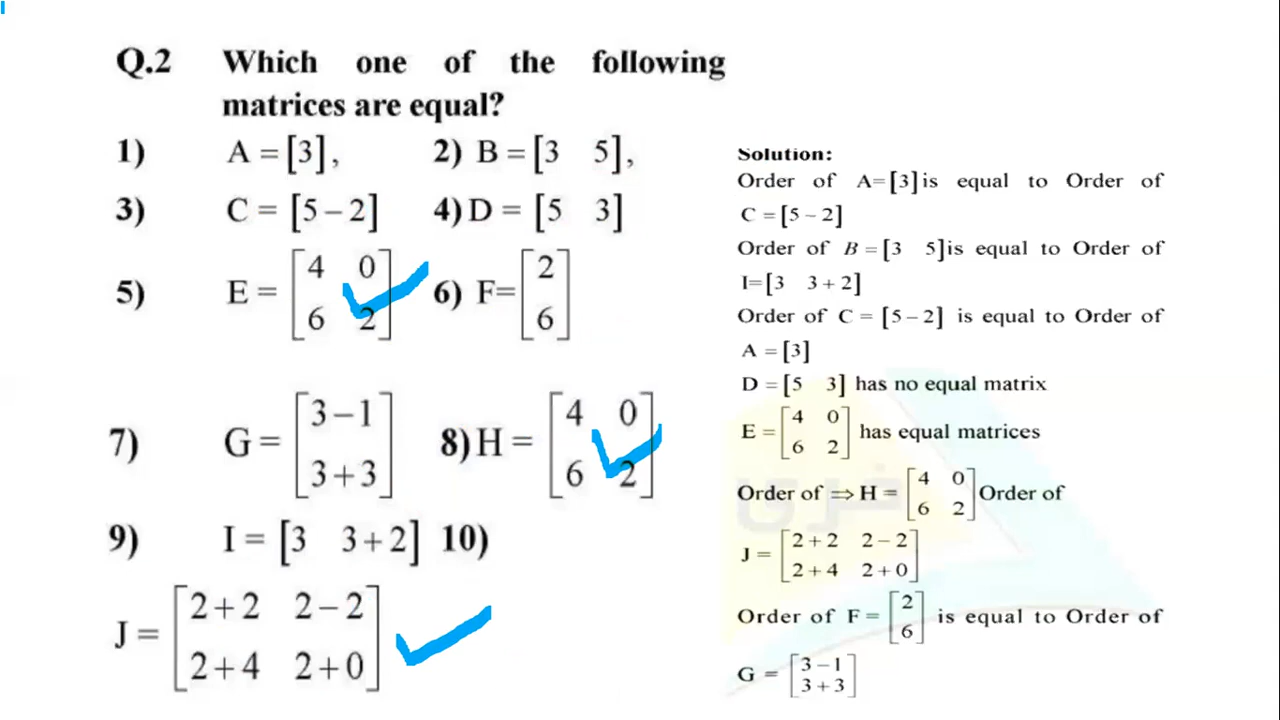 Q.2 Which one of the following
matrices are equal?
1) A = [3], 2) B = [3 5],
3) C = [5 − 2] 4) D = [5 3]
5) E = [4 0
6 2] 6) F= [2
6]
7) G = [3 − 1
3 + 3] 8) H = [4 0
6 2]
9) I = [3 3 + 2] 10)
J = [2 + 2 2 − 2
2 + 4 2 + 0]
Solution:
Order of A=[3] is equal to Order of
C = [5 − 2]
Order of B = [3 5] is equal to Order of
I=[3 3 + 2]
Order of C = [5 − 2] is equal to Order of
A = [3]
D = [5 3] has no equal matrix
E = [4 0
6 2] has equal matrices
Order of ⇒ H = [4 0
6 2] Order of
J = [2 + 2 2 − 2
2 + 4 2 + 0]
Order of F = [2
6] is equal to Order of
G = [3 − 1
3 + 3]